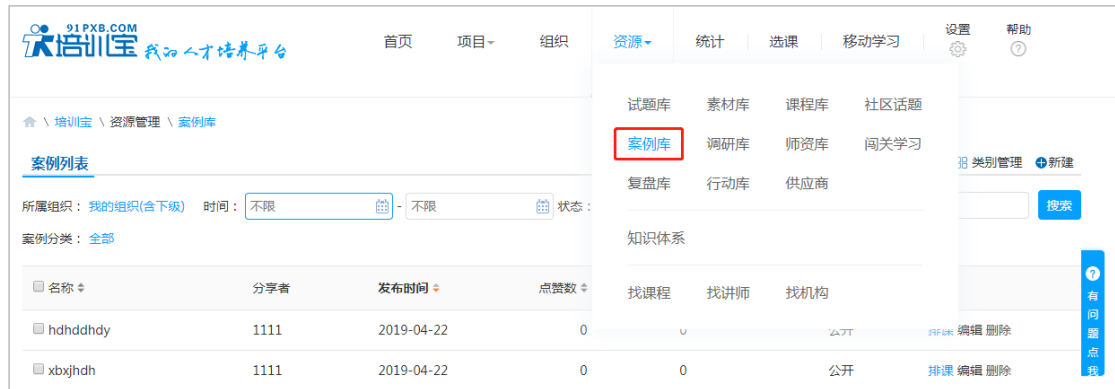 91PXB.COM
培训宝 我的人才培养平台
首页 项目 组织 资源 统计 选课 移动学习 设置 帮助
试题库 素材库 课程库 社区话题
\ 培训宝 \ 资源管理 \ 案例库
案例库 调研库 师资库 闯关学习
案例列表
类别管理 新建
复盘库 行动库 供应商
所属组织： 我的组织(含下级) 时间： 不限 - 不限 状态： 搜索
案例分类： 全部
知识体系
找课程 找讲师 找机构
名称 分享者 发布时间 点赞数
hdhddhdy 1111 2019-04-22 0 0 公开 排课 编辑 删除
xbxjhdh 1111 2019-04-22 0 0 公开 排课 编辑 删除
有问题点我